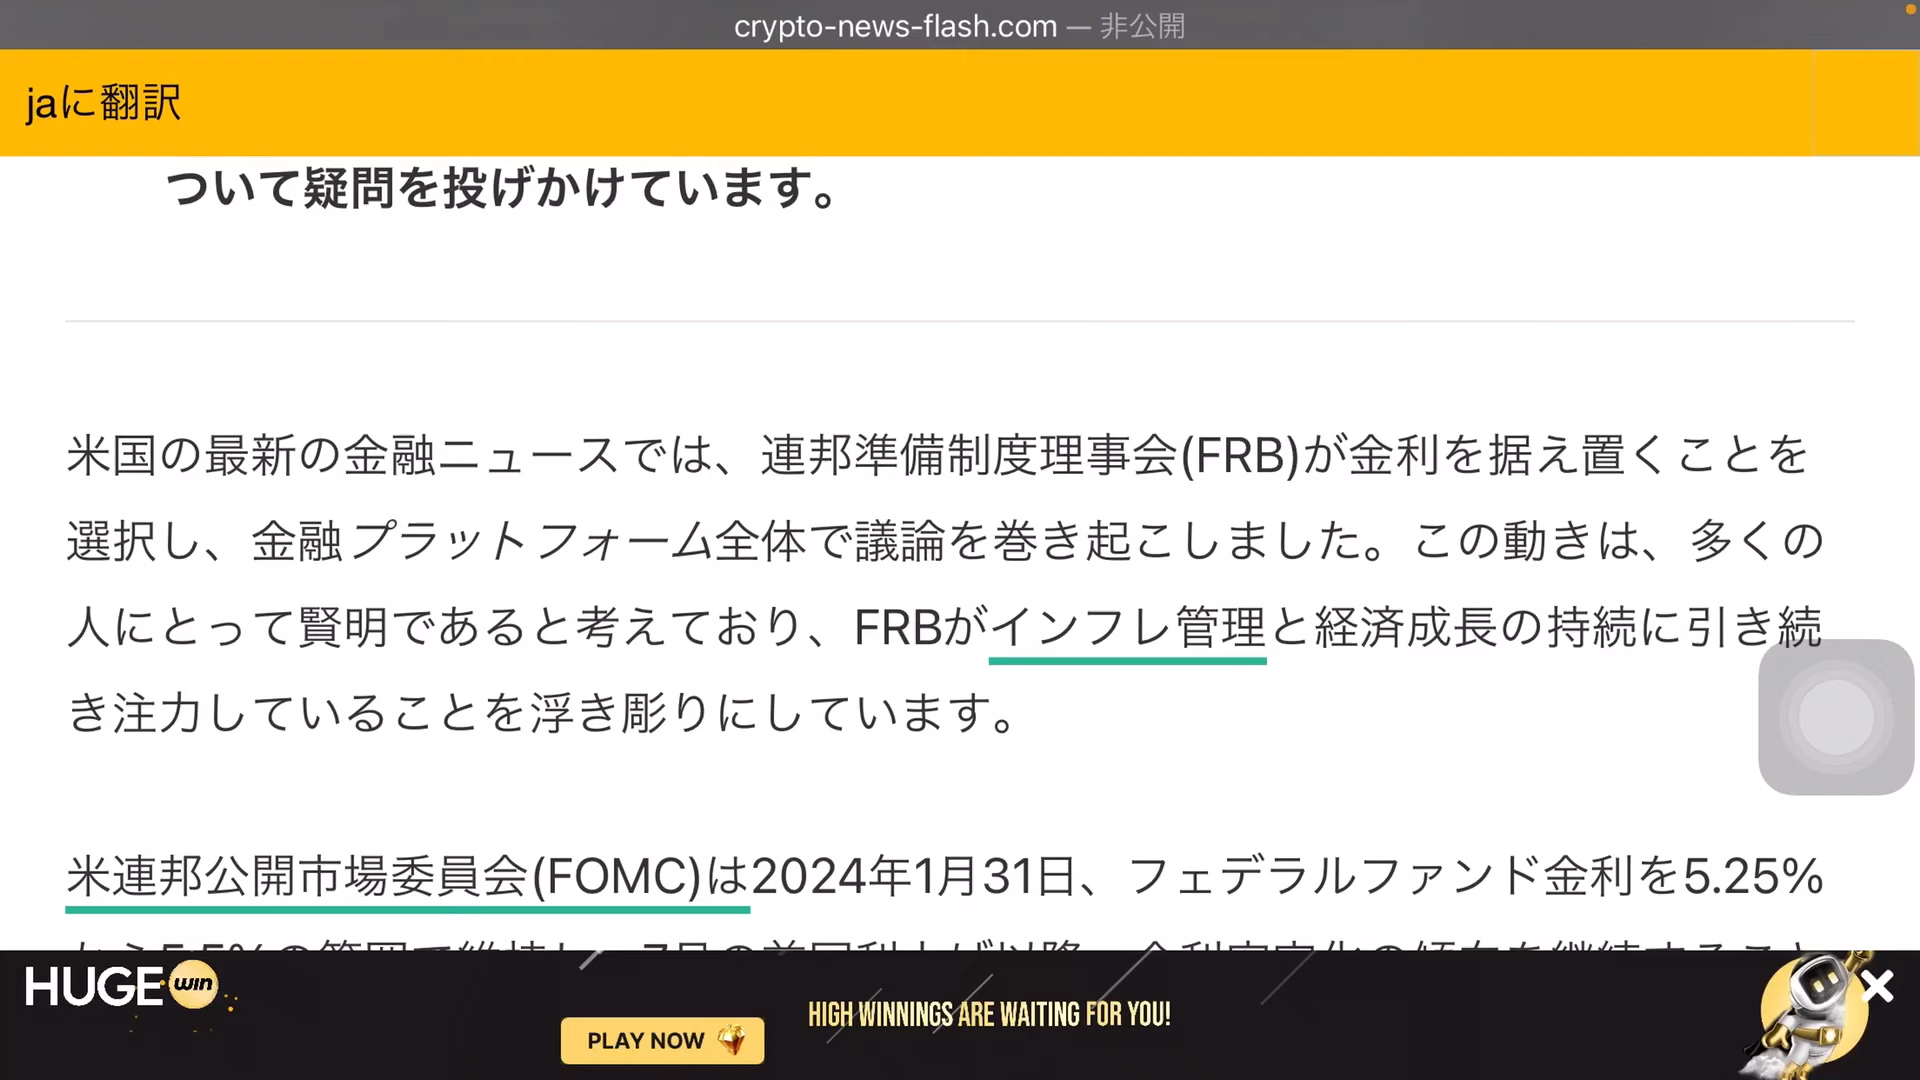 crypto-news-flash.com — 非公開
jaに翻訳
ついて疑問を投げかけています。
米国の最新の金融ニュースでは、連邦準備制度理事会(FRB)が金利を据え置くことを
選択し、金融プラットフォーム全体で議論を巻き起こしました。この動きは、多くの
人にとって賢明であると考えており、FRBがインフレ管理と経済成長の持続に引き続
き注力していることを浮き彫りにしています。
米連邦公開市場委員会(FOMC)は2024年1月31日、フェデラルファンド金利を5.25%
HUGE win
PLAY NOW
HIGH WINNINGS ARE WAITING FOR YOU!